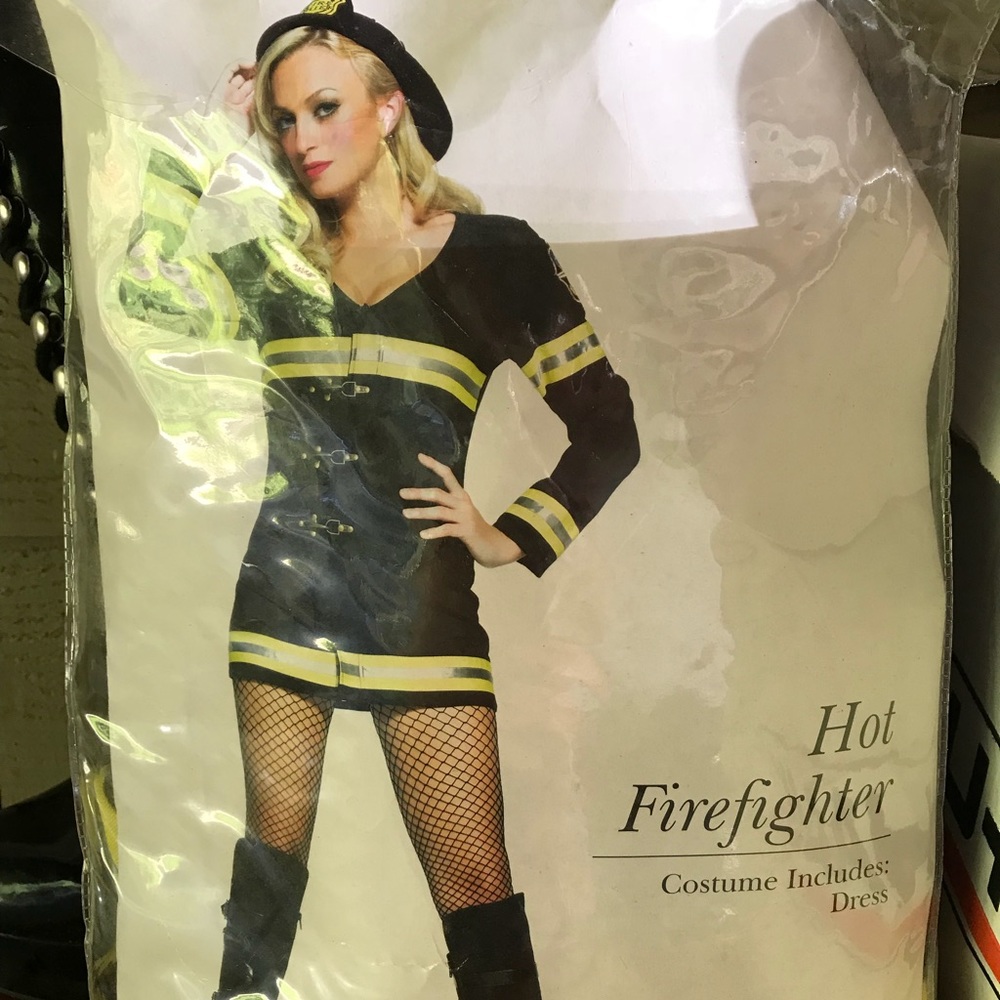 Hot
Firefighter
Costume Includes:
Dress